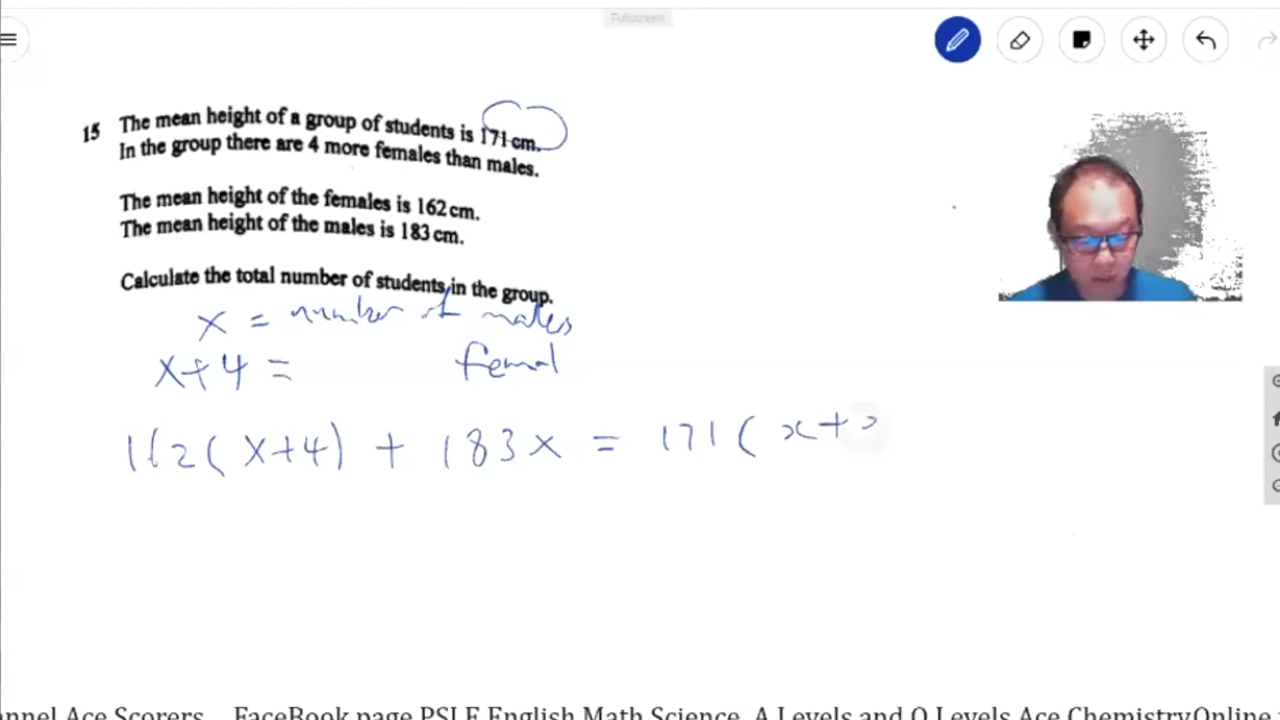 Fullscreen
15 The mean height of a group of students is 171 cm.
In the group there are 4 more females than males.
The mean height of the females is 162 cm.
The mean height of the males is 183 cm.
Calculate the total number of students in the group.
x = number of males
x+4 = femal
162(x+4) + 183x = 171(x+x
nnel Ace Scorers FaceBook page PSLE English Math Science A Levels and O Levels Ace ChemistryOnline